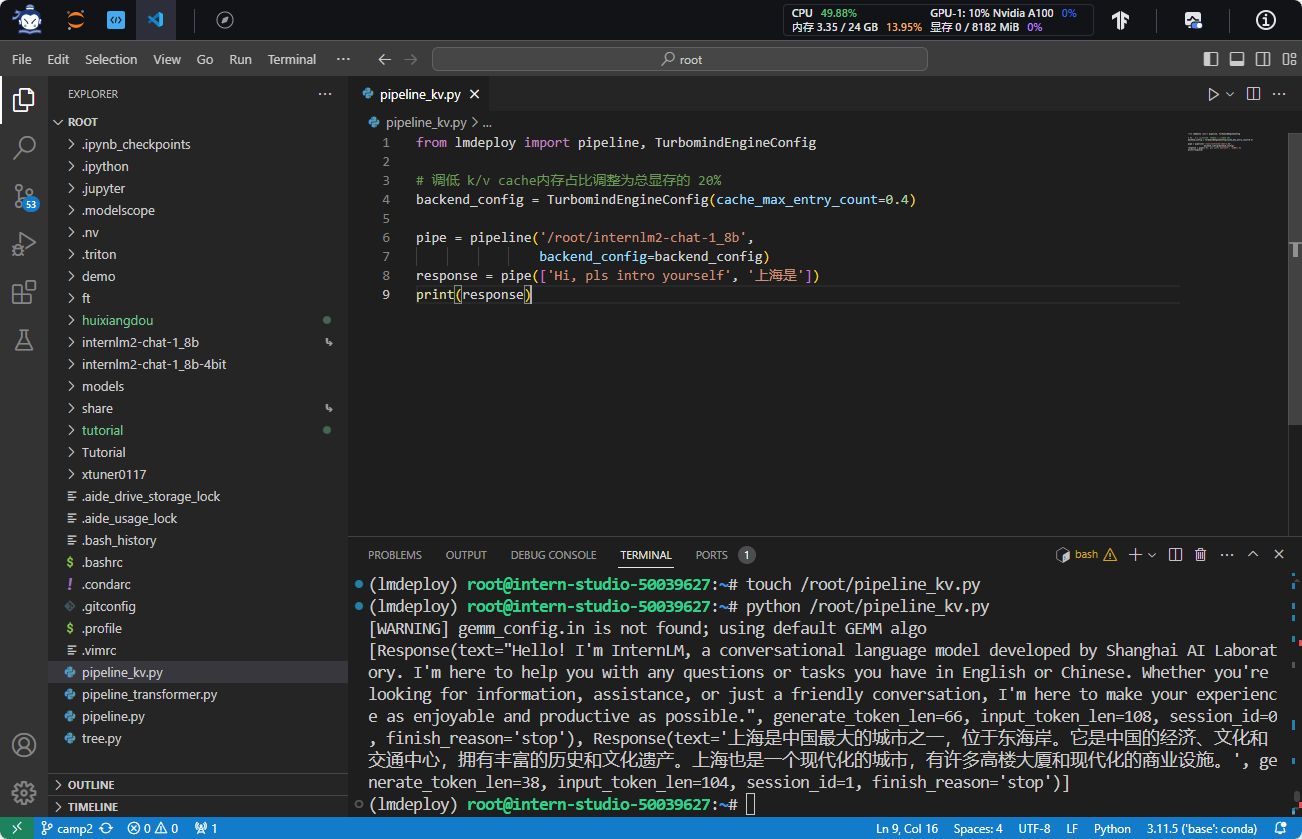 CPU 49.88% GPU-1: 10% Nvidia A100 0%
内存 3.35 / 24 GB 13.95% 显存 0 / 8182 MiB 0%
File Edit Selection View Go Run Terminal ··· root
EXPLORER ···
ROOT
.ipynb_checkpoints
.ipython
.jupyter
.modelscope
.nv
.triton
demo
ft
huixiangdou
internlm2-chat-1_8b
internlm2-chat-1_8b-4bit
models
share
tutorial
Tutorial
xtuner0117
.aide_drive_storage_lock
.aide_usage_lock
.bash_history
$ .bashrc
! .condarc
.gitconfig
$ .profile
.vimrc
pipeline_kv.py
pipeline_transformer.py
pipeline.py
tree.py
OUTLINE
TIMELINE
53
pipeline_kv.py
pipeline_kv.py > ...
1 from lmdeploy import pipeline, TurbomindEngineConfig
2
3 # 调低 k/v cache内存占比调整为总显存的 20%
4 backend_config = TurbomindEngineConfig(cache_max_entry_count=0.4)
5
6 pipe = pipeline('/root/internlm2-chat-1_8b',
7 backend_config=backend_config)
8 response = pipe(['Hi, pls intro yourself', '上海是'])
9 print(response)
PROBLEMS OUTPUT DEBUG CONSOLE TERMINAL PORTS 1 bash
(lmdeploy) root@intern-studio-50039627:~# touch /root/pipeline_kv.py
(lmdeploy) root@intern-studio-50039627:~# python /root/pipeline_kv.py
[WARNING] gemm_config.in is not found; using default GEMM algo
[Response(text="Hello! I'm InternLM, a conversational language model developed by Shanghai AI Laborat
ory. I'm here to help you with any questions or tasks you have in English or Chinese. Whether you're
looking for information, assistance, or just a friendly conversation, I'm here to make your experienc
e as enjoyable and productive as possible.", generate_token_len=66, input_token_len=108, session_id=0
, finish_reason='stop'), Response(text='上海是中国最大的城市之一，位于东海岸。它是中国的经济、文化和
交通中心，拥有丰富的历史和文化遗产。上海也是一个现代化的城市，有许多高楼大厦和现代化的商业设施。', ge
nerate_token_len=38, input_token_len=104, session_id=1, finish_reason='stop')]
(lmdeploy) root@intern-studio-50039627:~#
camp2 0 0 1 Ln 9, Col 16 Spaces: 4 UTF-8 LF Python 3.11.5 ('base': conda)